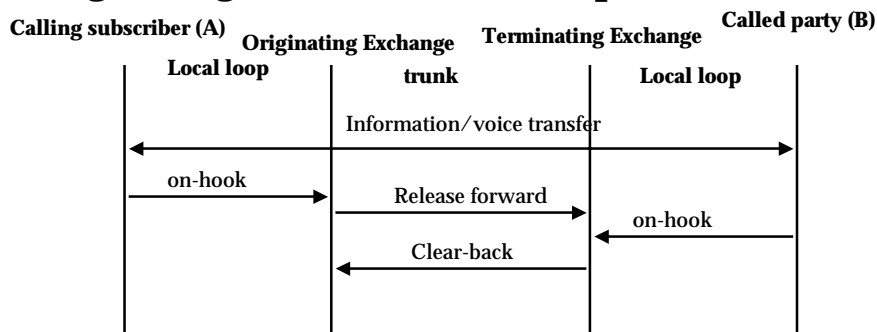 Calling subscriber (A)
Originating Exchange
Terminating Exchange
Called party (B)
Local loop
trunk
Local loop
Information/voice transfer
on-hook
Release forward
on-hook
Clear-back